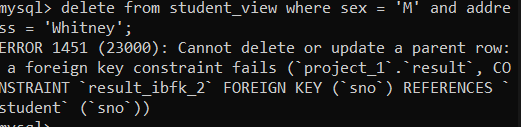 mysql> delete from student_view where sex = 'M' and addre
ss = 'Whitney';
ERROR 1451 (23000): Cannot delete or update a parent row:
 a foreign key constraint fails (`project_1`.`result`, CO
NSTRAINT `result_ibfk_2` FOREIGN KEY (`sno`) REFERENCES `
student` (`sno`))
mysql>